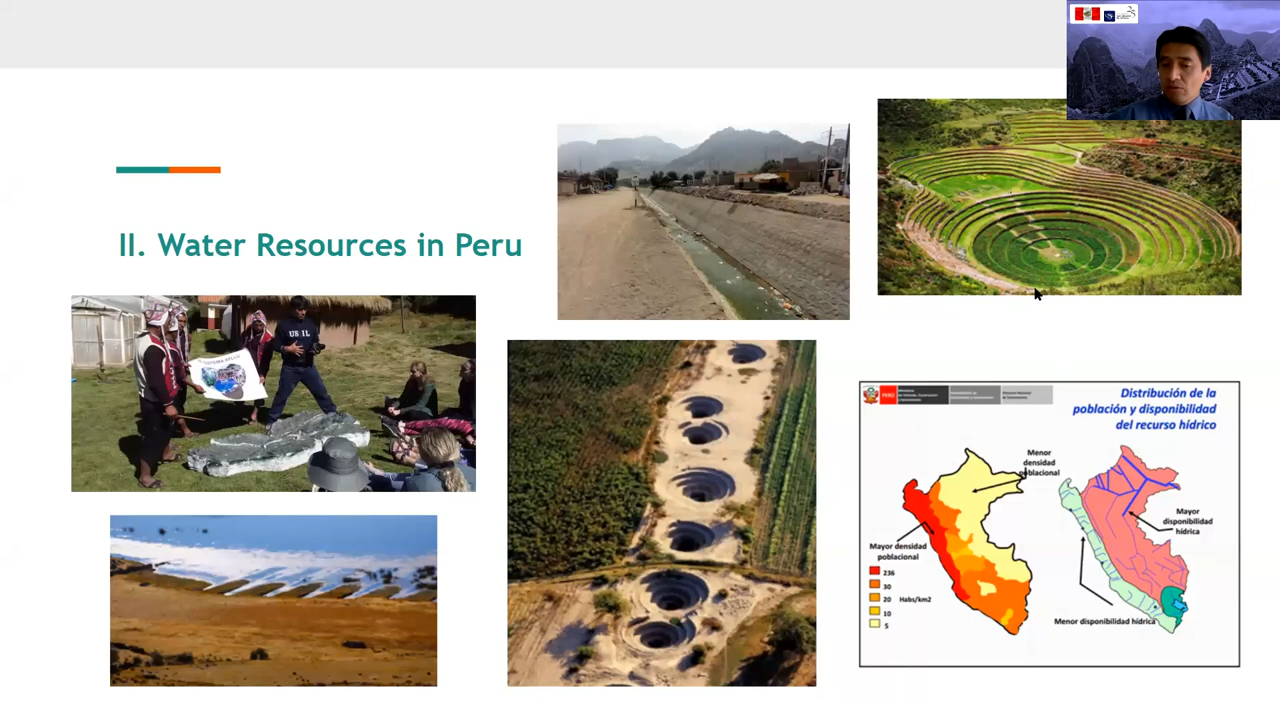 II. Water Resources in Peru
US IL
PERÚ
Distribución de la
población y disponibilidad
del recurso hídrico
Menor
densidad
poblacional
Mayor densidad
poblacional
236
30
20
10
5
Habs/km2
Mayor
disponibilidad
hídrica
Menor disponibilidad hídrica